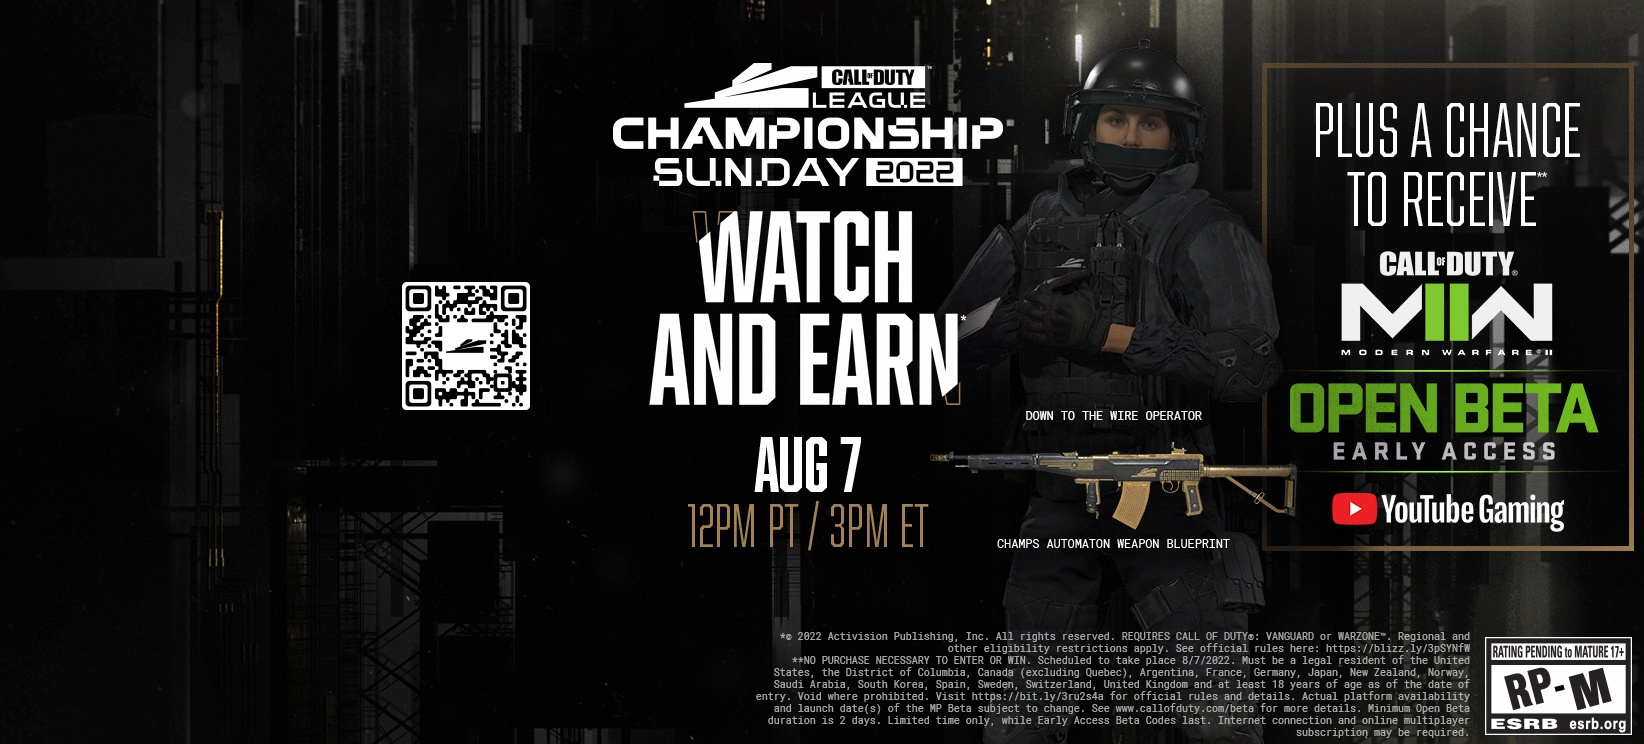 CALL OF DUTY
LEAGUE
CHAMPIONSHIP
SUNDAY 2022
WATCH
AND EARN*
AUG 7
12PM PT / 3PM ET
DOWN TO THE WIRE OPERATOR
CHAMPS AUTOMATON WEAPON BLUEPRINT
PLUS A CHANCE
TO RECEIVE**
CALL OF DUTY®
MWII
MODERN WARFARE® II
OPEN BETA
EARLY ACCESS
YouTube Gaming
*© 2022 Activision Publishing, Inc. All rights reserved. REQUIRES CALL OF DUTY®: VANGUARD or WARZONE™. Regional and
other eligibility restrictions apply. See official rules here: https://blizz.ly/3pSYNfW
**NO PURCHASE NECESSARY TO ENTER OR WIN. Scheduled to take place 8/7/2022. Must be a legal resident of the United
States, the District of Columbia, Canada (excluding Quebec), Argentina, France, Germany, Japan, New Zealand, Norway,
Saudi Arabia, South Korea, Spain, Sweden, Switzerland, United Kingdom and at least 18 years of age as of the date of
entry. Void where prohibited. Visit https://bit.ly/3ru2s4a for official rules and details. Actual platform availability
and launch date(s) of the MP Beta subject to change. See www.callofduty.com/beta for more details. Minimum Open Beta
duration is 2 days. Limited time only, while Early Access Beta Codes last. Internet connection and online multiplayer
subscription may be required.
RATING PENDING to MATURE 17+
RP-M
ESRB esrb.org